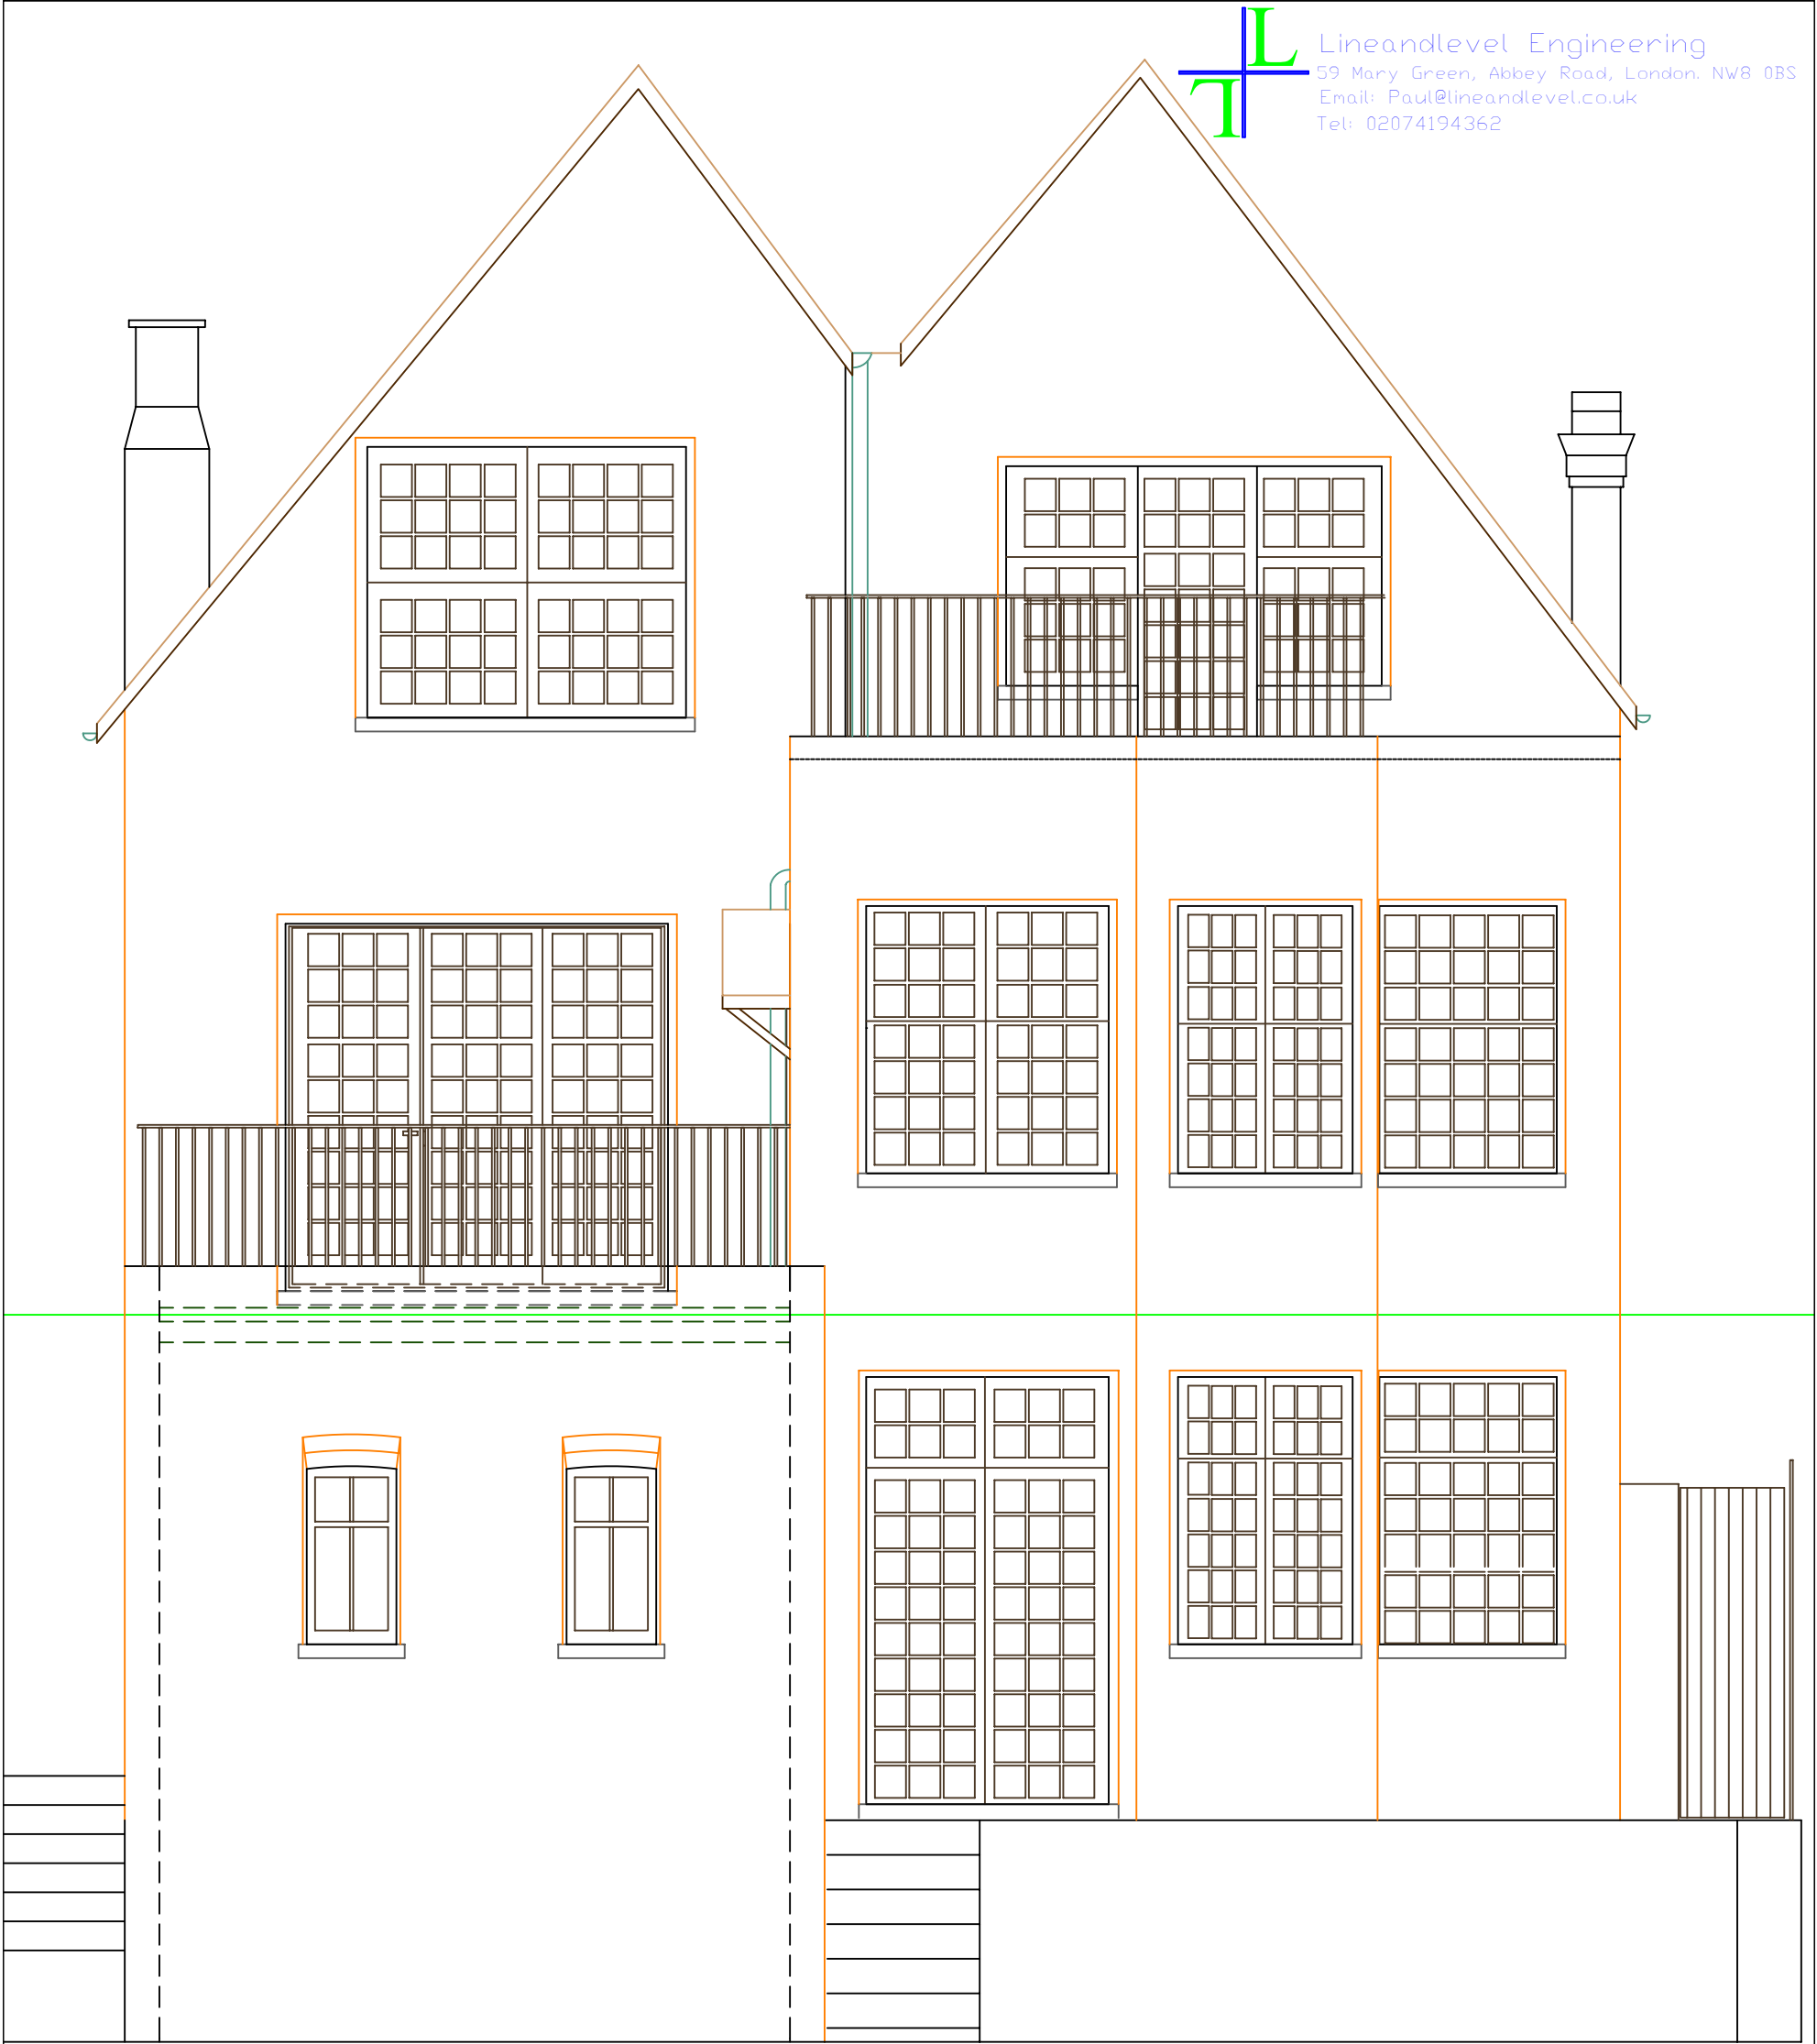 L
Lineandlevel Engineering
59 Mary Green, Abbey Road, London. NW8 0BS
Email: Paul@lineandlevel.co.uk
Tel: 02074194362
L